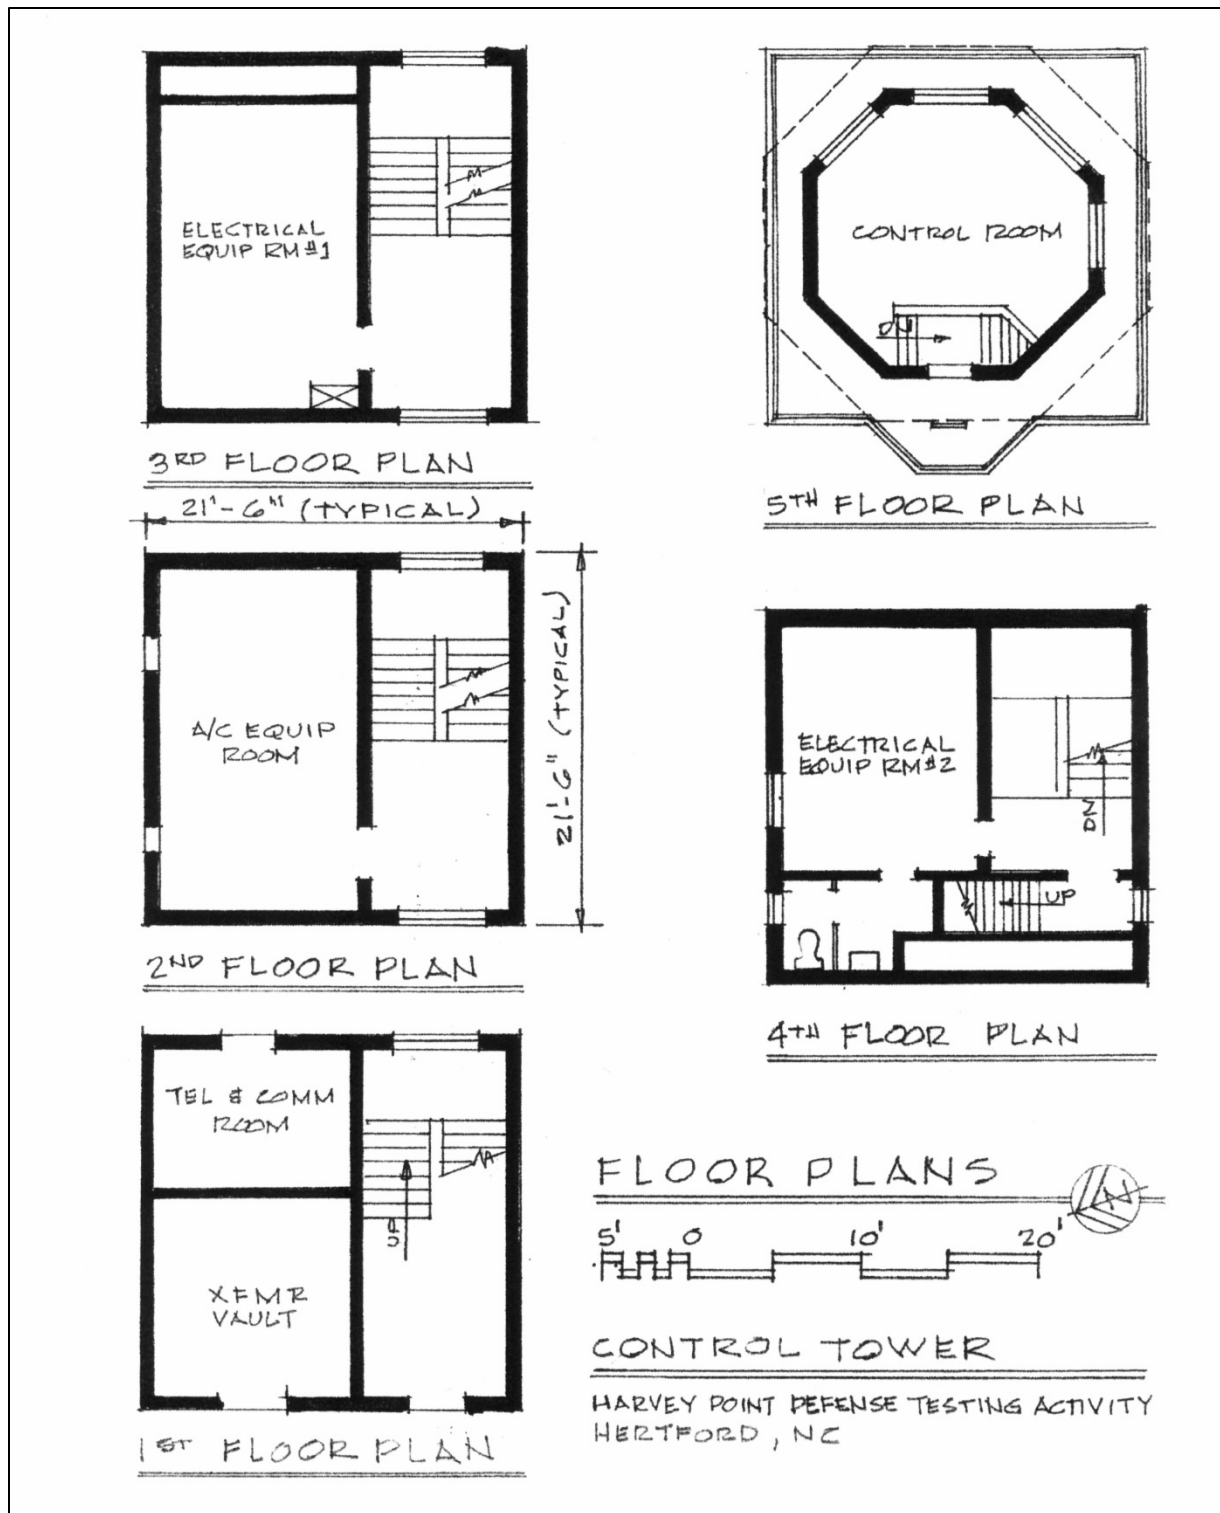 ELECTRICAL
EQUIP RM #1
3RD FLOOR PLAN
CONTROL ROOM
DN
5TH FLOOR PLAN
21'-6" (TYPICAL)
21'-6" (TYPICAL)
A/C EQUIP
ROOM
2ND FLOOR PLAN
ELECTRICAL
EQUIP RM #2
DN
UP
4TH FLOOR PLAN
TEL & COMM
ROOM
UP
XFMR
VAULT
1ST FLOOR PLAN
FLOOR PLANS
N
5' 0 10' 20'
CONTROL TOWER
HARVEY POINT DEFENSE TESTING ACTIVITY
HERTFORD, NC